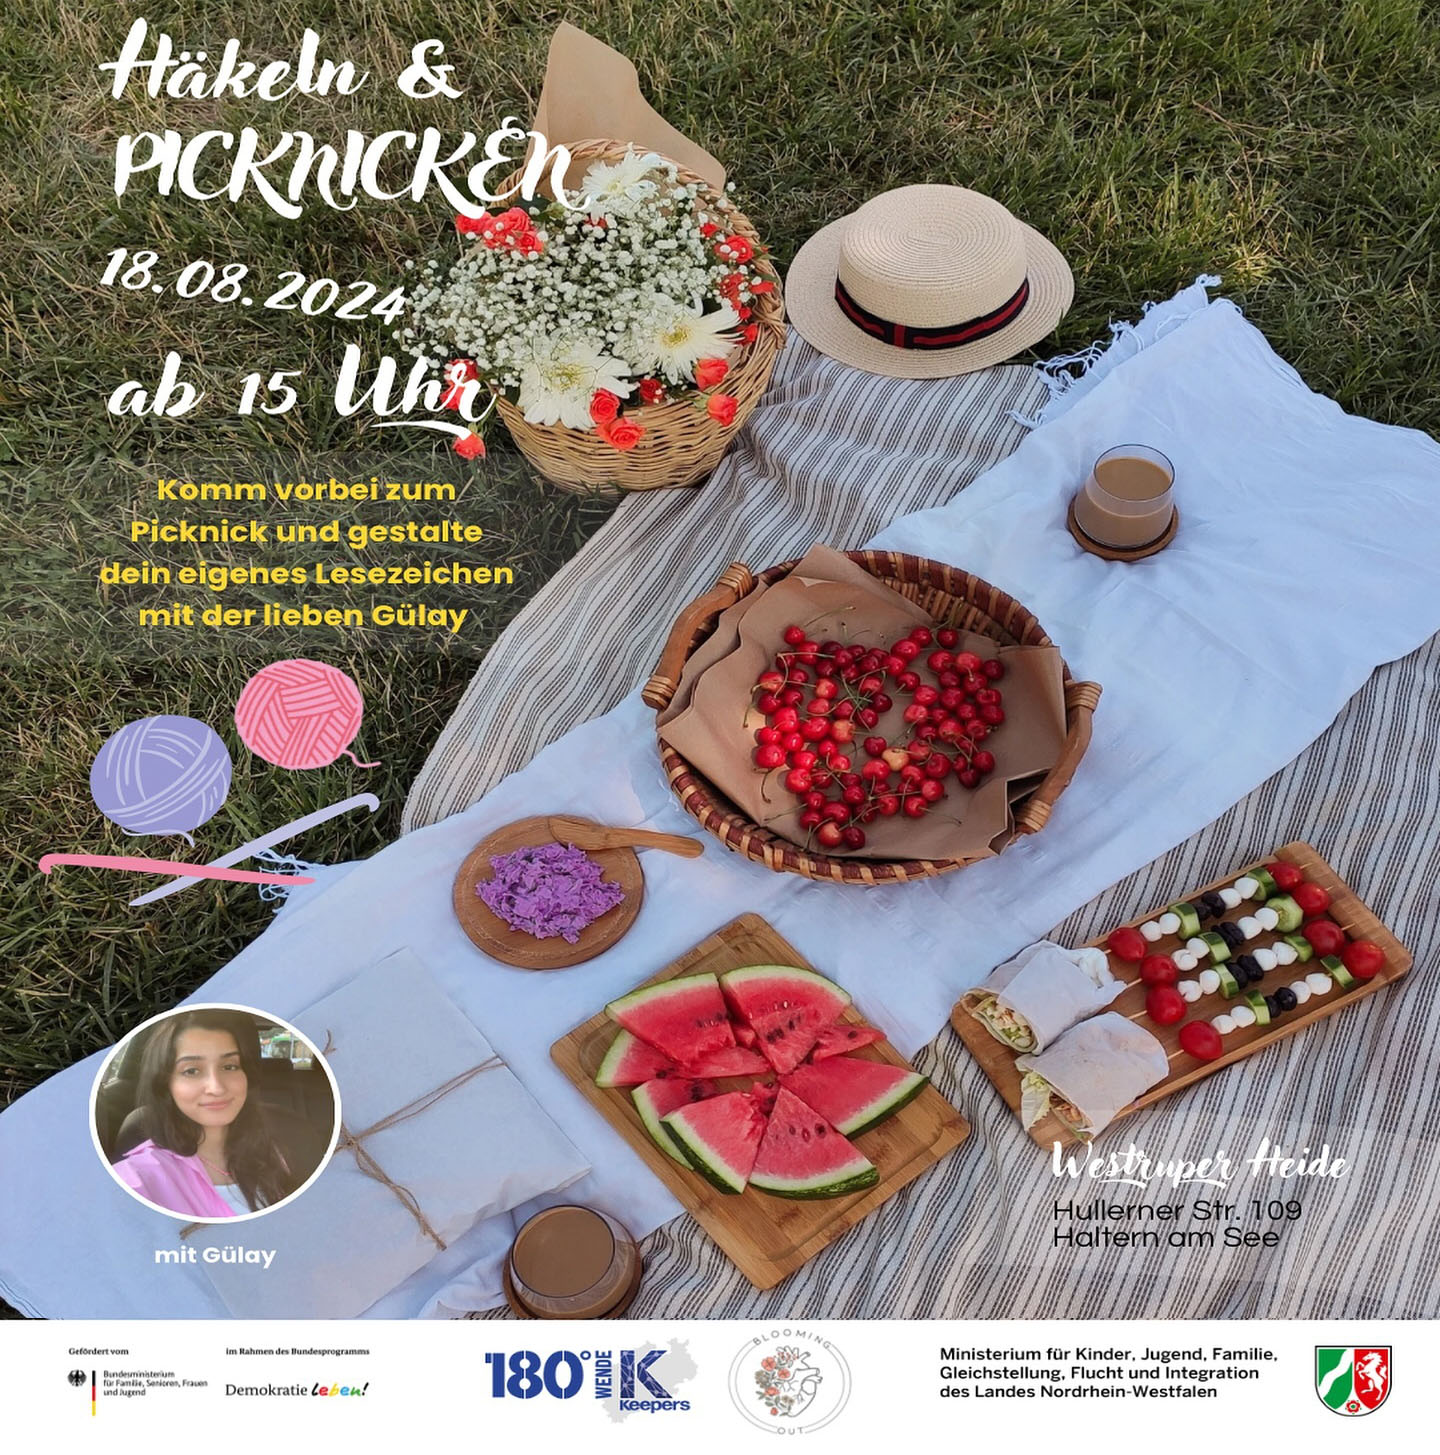 Häkeln &
PICKNICKEN
18.08.2024
ab 15 Uhr
Komm vorbei zum
Picknick und gestalte
dein eigenes Lesezeichen
mit der lieben Gülay
mit Gülay
Westruper Heide
Hullerner Str. 109
Haltern am See
Gefördert vom
Bundesministerium
für Familie, Senioren, Frauen
und Jugend
im Rahmen des Bundesprogramms
Demokratie leben!
180° WENDE
K
Keepers
BLOOMING
OUT
Ministerium für Kinder, Jugend, Familie,
Gleichstellung, Flucht und Integration
des Landes Nordrhein-Westfalen